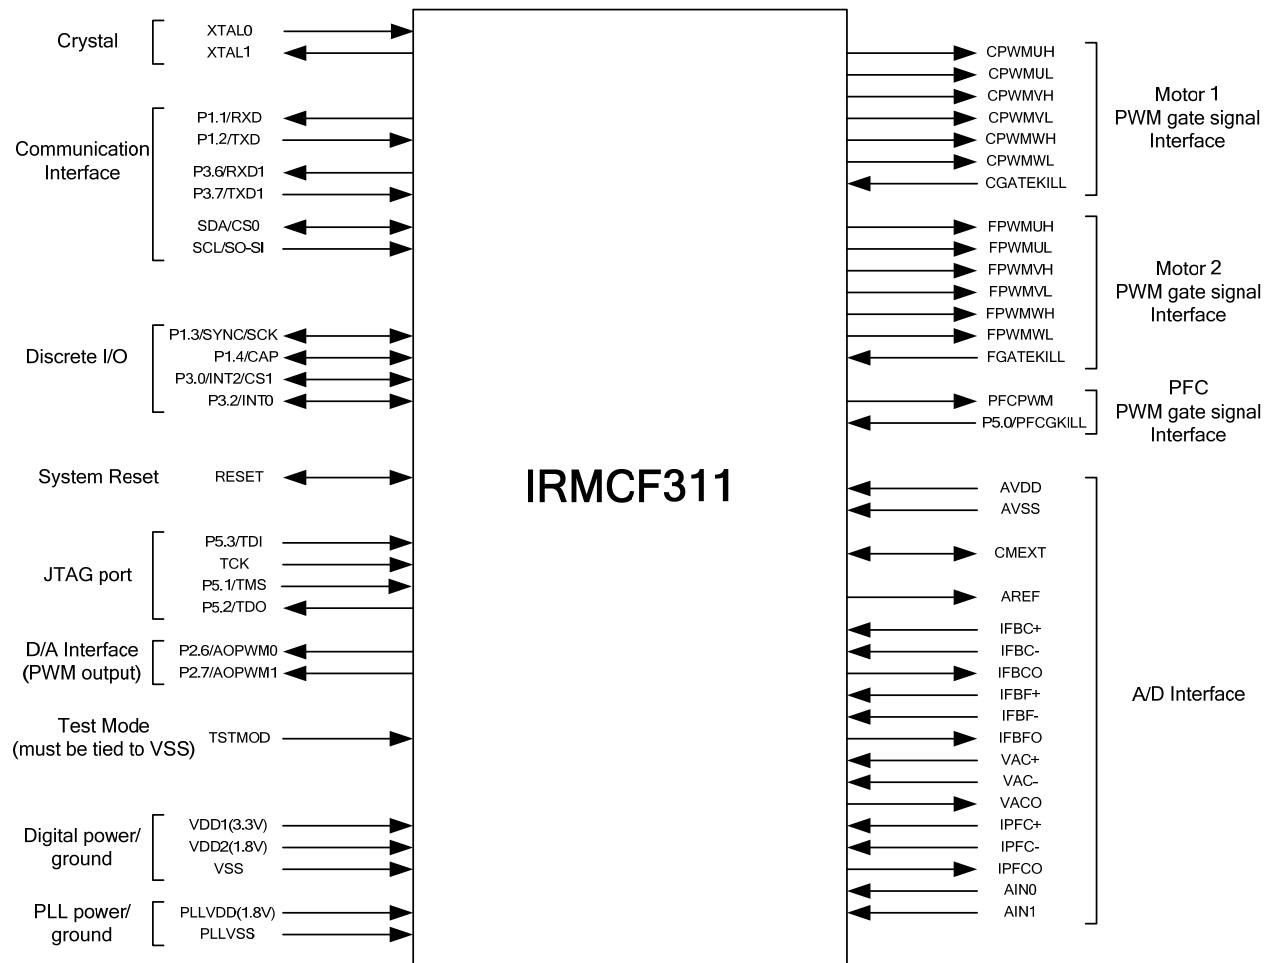 Crystal
XTAL0
XTAL1
Communication
Interface
P1.1/RXD
P1.2/TXD
P3.6/RXD1
P3.7/TXD1
SDA/CS0
SCL/SO-SI
Discrete I/O
P1.3/SYNC/SCK
P1.4/CAP
P3.0/INT2/CS1
P3.2/INT0
System Reset
RESET
JTAG port
P5.3/TDI
TCK
P5.1/TMS
P5.2/TDO
D/A Interface
(PWM output)
P2.6/AOPWM0
P2.7/AOPWM1
Test Mode
(must be tied to VSS)
TSTMOD
Digital power/
ground
VDD1(3.3V)
VDD2(1.8V)
VSS
PLL power/
ground
PLLVDD(1.8V)
PLLVSS
IRMCF311
CPWMUH
CPWMUL
CPWMVH
CPWMVL
CPWMWH
CPWMWL
CGATEKILL
Motor 1
PWM gate signal
Interface
FPWMUH
FPWMUL
FPWMVH
FPWMVL
FPWMWH
FPWMWL
FGATEKILL
Motor 2
PWM gate signal
Interface
PFCPWM
P5.0/PFCGKILL
PFC
PWM gate signal
Interface
AVDD
AVSS
CMEXT
AREF
IFBC+
IFBC-
IFBCO
IFBF+
IFBF-
IFBFO
VAC+
VAC-
VACO
IPFC+
IPFC-
IPFCO
AIN0
AIN1
A/D Interface